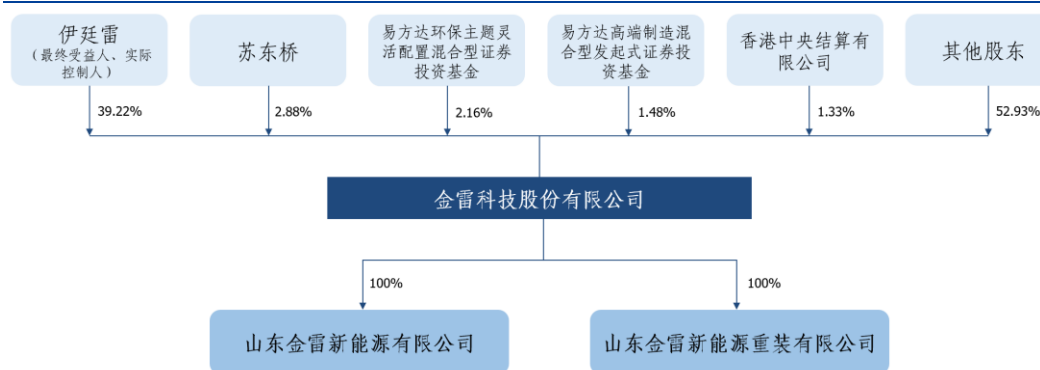 伊廷雷
（最终受益人、实际
控制人）
苏东桥
易方达环保主题灵
活配置混合型证券
投资基金
易方达高端制造混
合型发起式证券投
资基金
香港中央结算有
限公司
其他股东
39.22%
2.88%
2.16%
1.48%
1.33%
52.93%
金雷科技股份有限公司
100%
100%
山东金雷新能源有限公司
山东金雷新能源重装有限公司